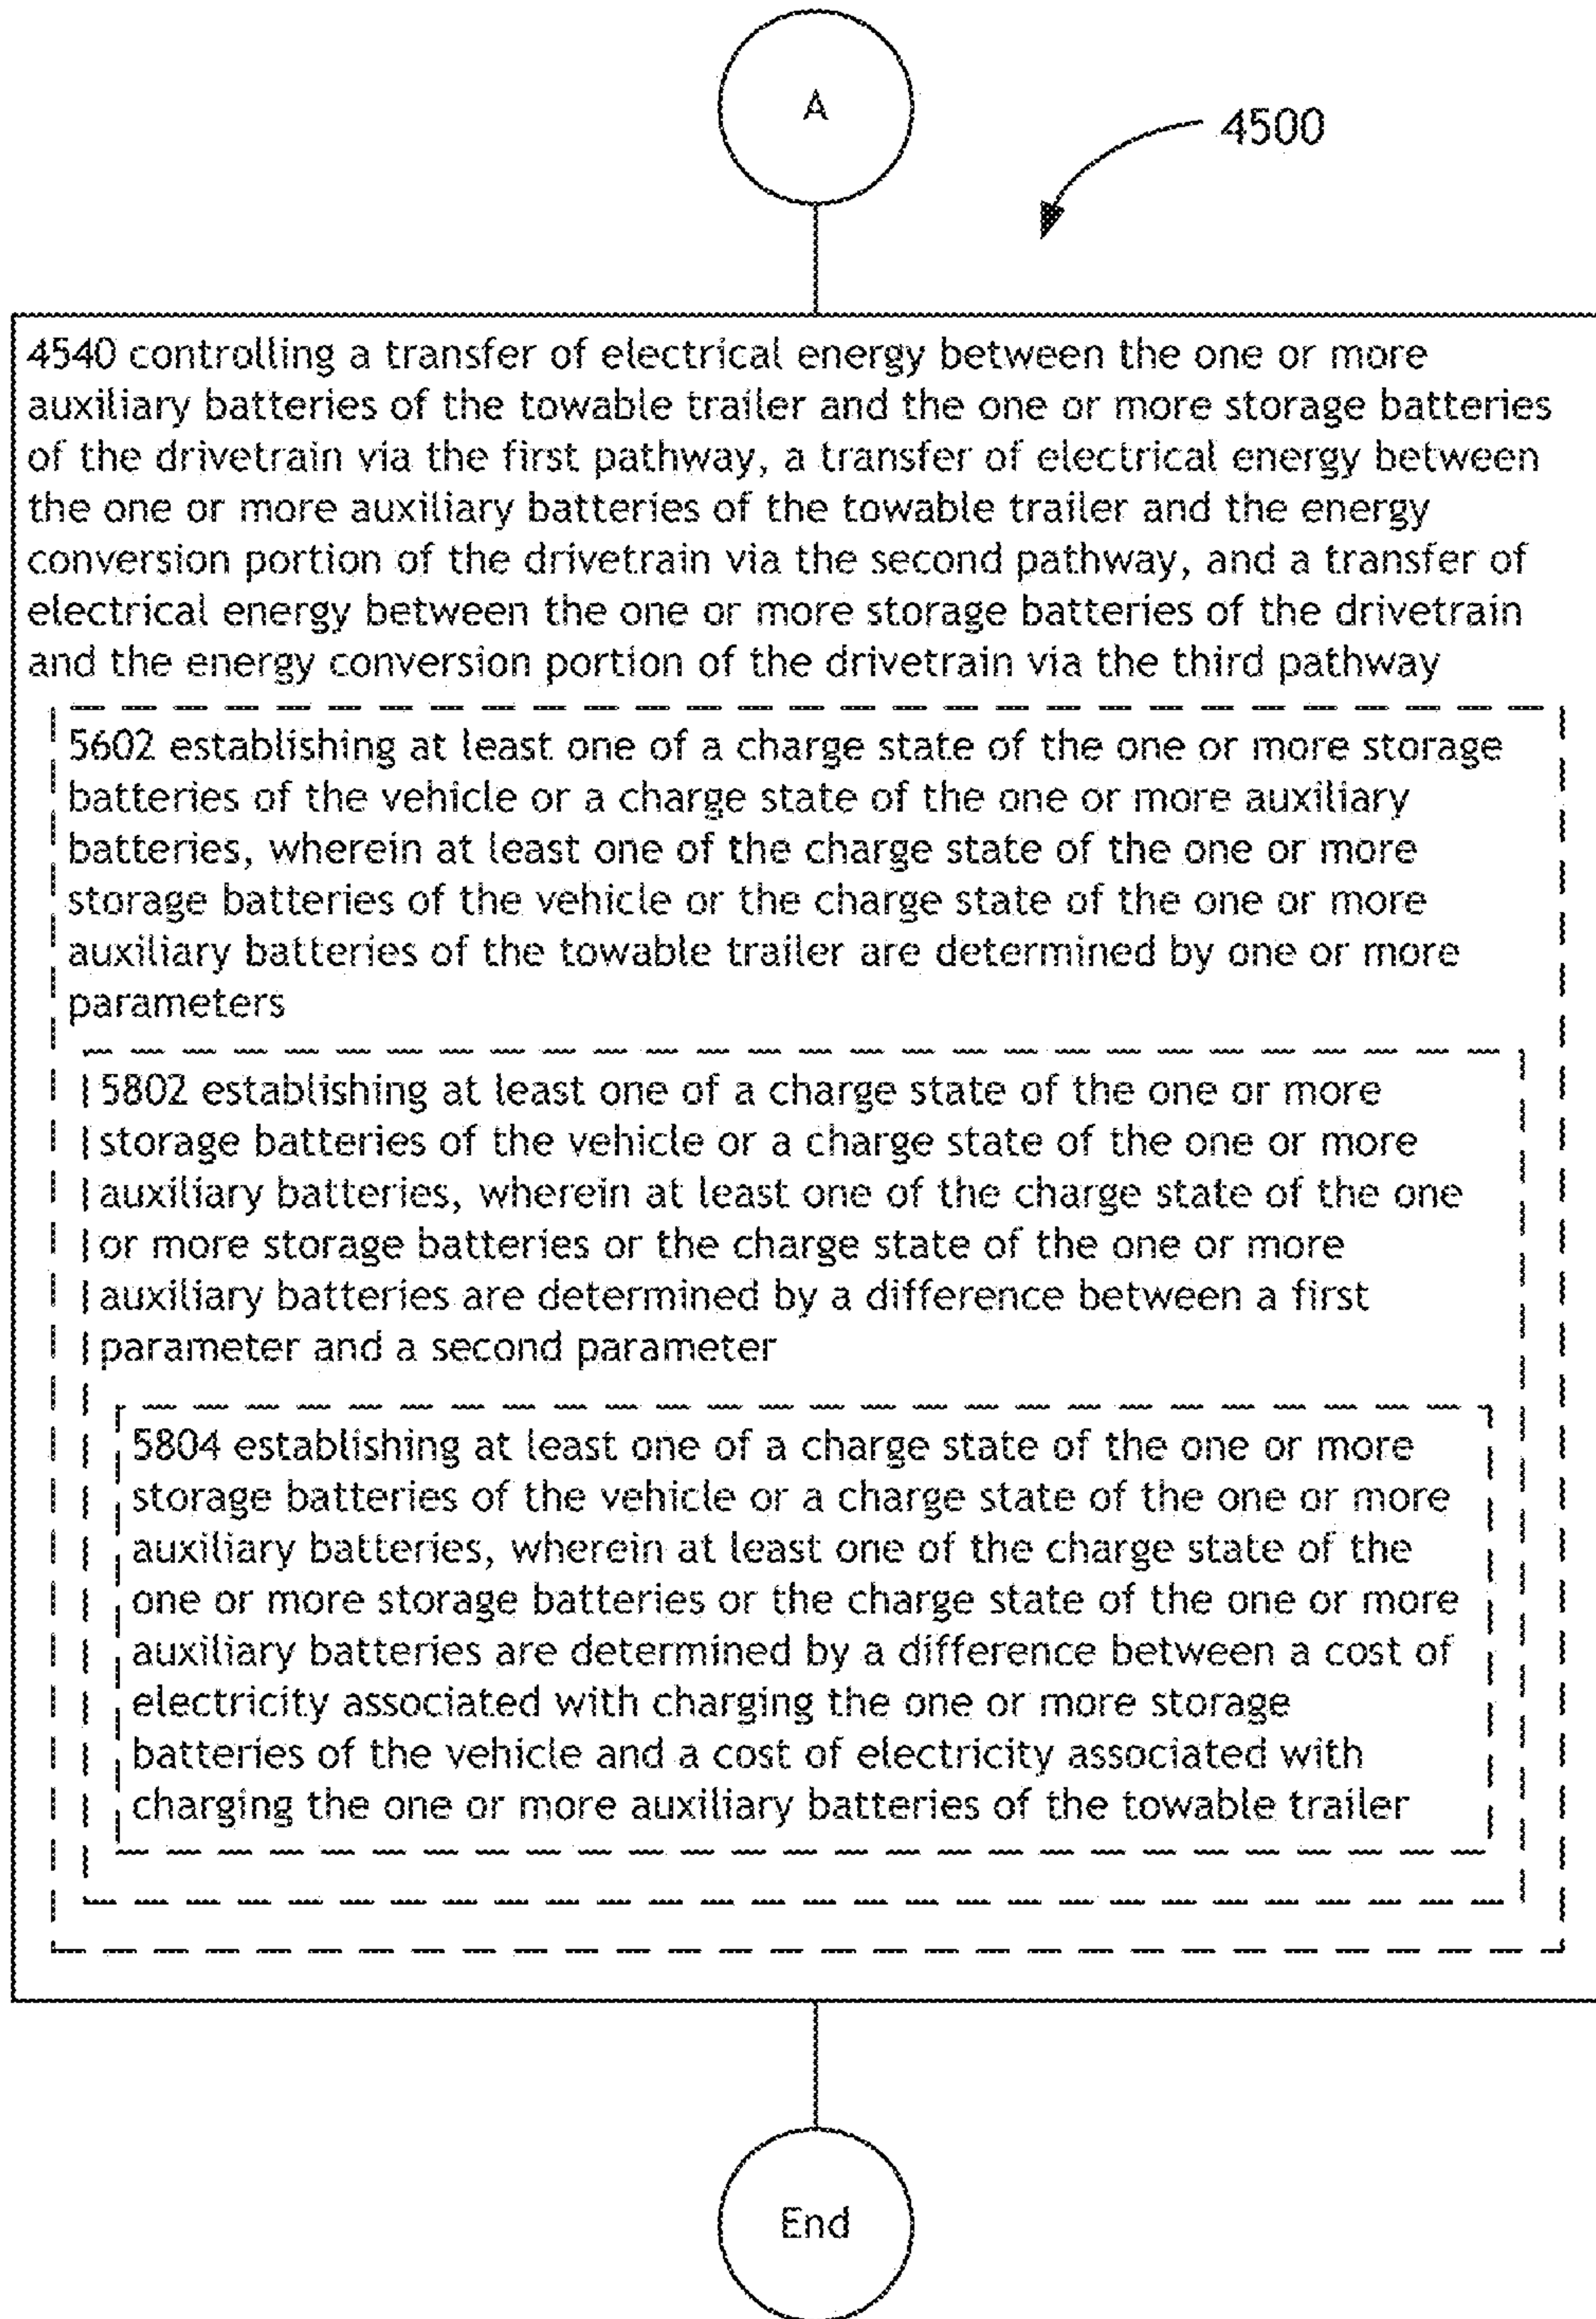 A
4500
4540 controlling a transfer of electrical energy between the one or more
auxiliary batteries of the towable trailer and the one or more storage batteries
of the drivetrain via the first pathway, a transfer of electrical energy between
the one or more auxiliary batteries of the towable trailer and the energy
conversion portion of the drivetrain via the second pathway, and a transfer of
electrical energy between the one or more storage batteries of the drivetrain
and the energy conversion portion of the drivetrain via the third pathway
5602 establishing at least one of a charge state of the one or more storage
batteries of the vehicle or a charge state of the one or more auxiliary
batteries, wherein at least one of the charge state of the one or more
storage batteries of the vehicle or the charge state of the one or more
auxiliary batteries of the towable trailer are determined by one or more
parameters
5802 establishing at least one of a charge state of the one or more
storage batteries of the vehicle or a charge state of the one or more
auxiliary batteries, wherein at least one of the charge state of the one
or more storage batteries or the charge state of the one or more
auxiliary batteries are determined by a difference between a first
parameter and a second parameter
5804 establishing at least one of a charge state of the one or more
storage batteries of the vehicle or a charge state of the one or more
auxiliary batteries, wherein at least one of the charge state of the
one or more storage batteries or the charge state of the one or more
auxiliary batteries are determined by a difference between a cost of
electricity associated with charging the one or more storage
batteries of the vehicle and a cost of electricity associated with
charging the one or more auxiliary batteries of the towable trailer
End